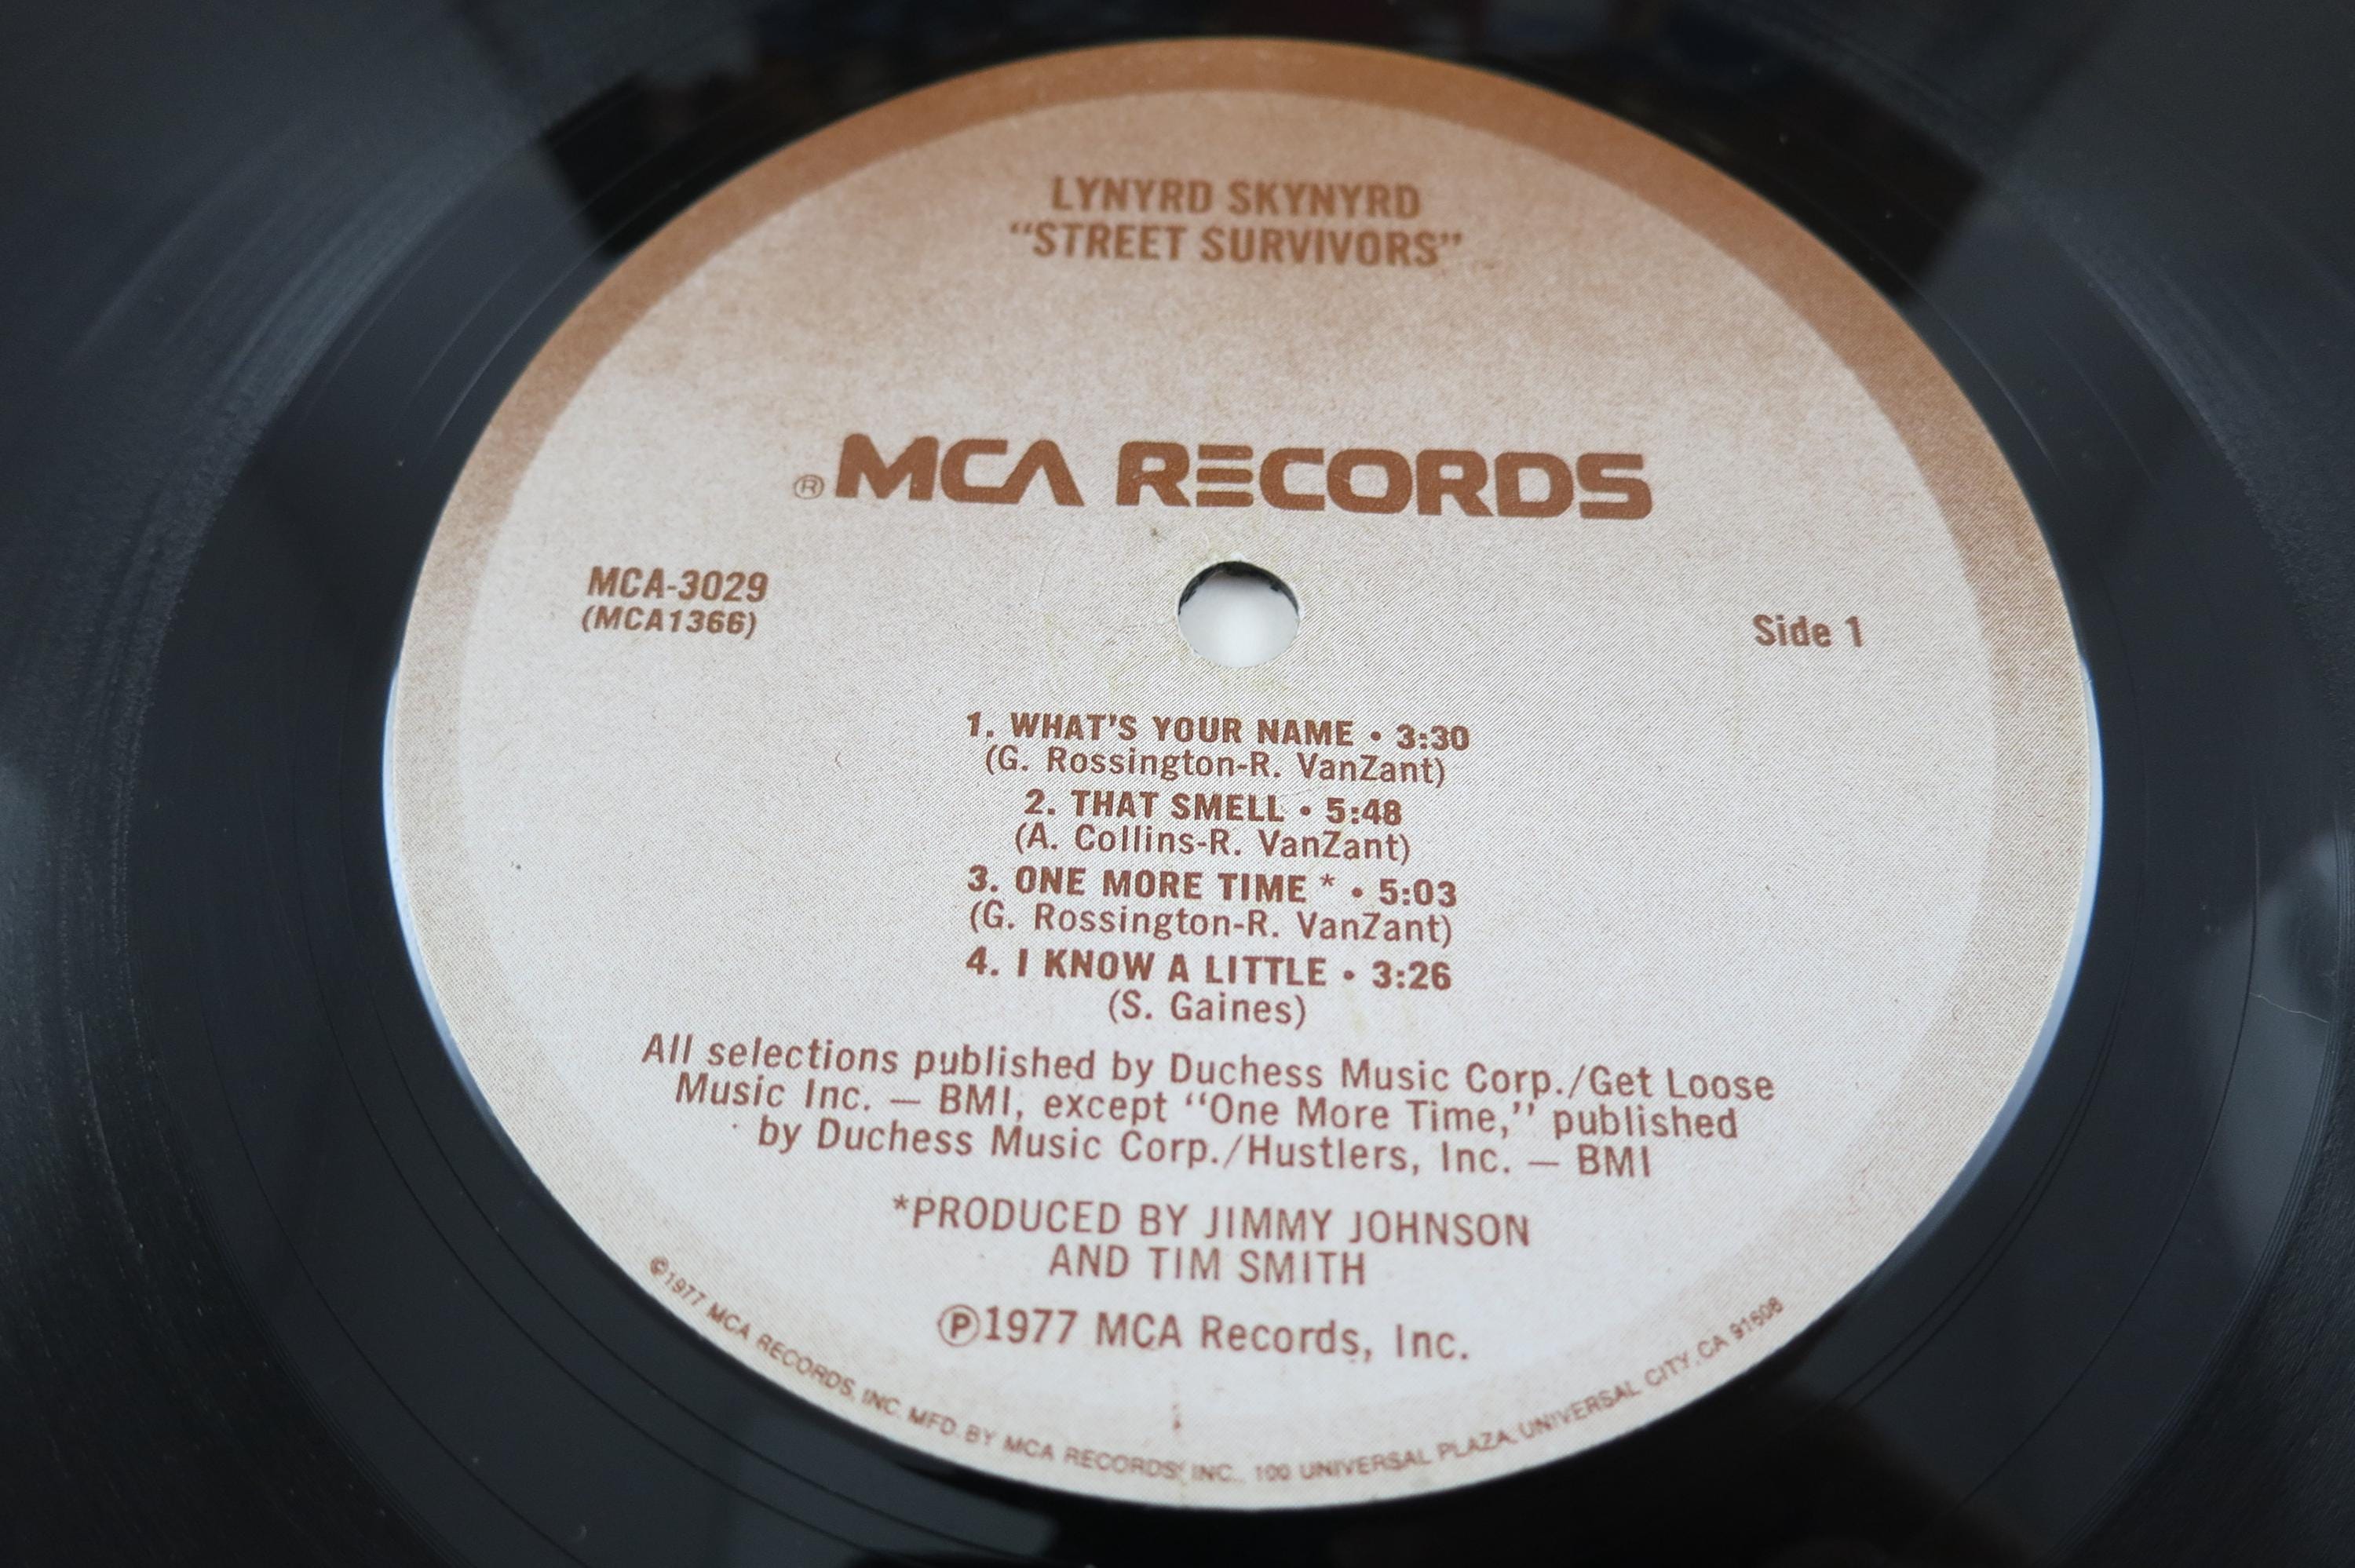 LYNYRD SKYNYRD
“STREET SURVIVORS”
® MCA RECORDS
MCA-3029
(MCA1366)
Side 1
1. WHAT'S YOUR NAME • 3:30
(G. Rossington-R. VanZant)
2. THAT SMELL • 5:48
(A. Collins-R. VanZant)
3. ONE MORE TIME * • 5:03
(G. Rossington-R. VanZant)
4. I KNOW A LITTLE • 3:26
(S. Gaines)
All selections published by Duchess Music Corp./Get Loose
Music Inc. — BMI, except “One More Time,” published
by Duchess Music Corp./Hustlers, Inc. — BMI
*PRODUCED BY JIMMY JOHNSON
AND TIM SMITH
℗1977 MCA Records, Inc.
©1977 MCA RECORDS, INC. MFD. BY MCA RECORDS, INC., 100 UNIVERSAL PLAZA, UNIVERSAL CITY, CA 91608